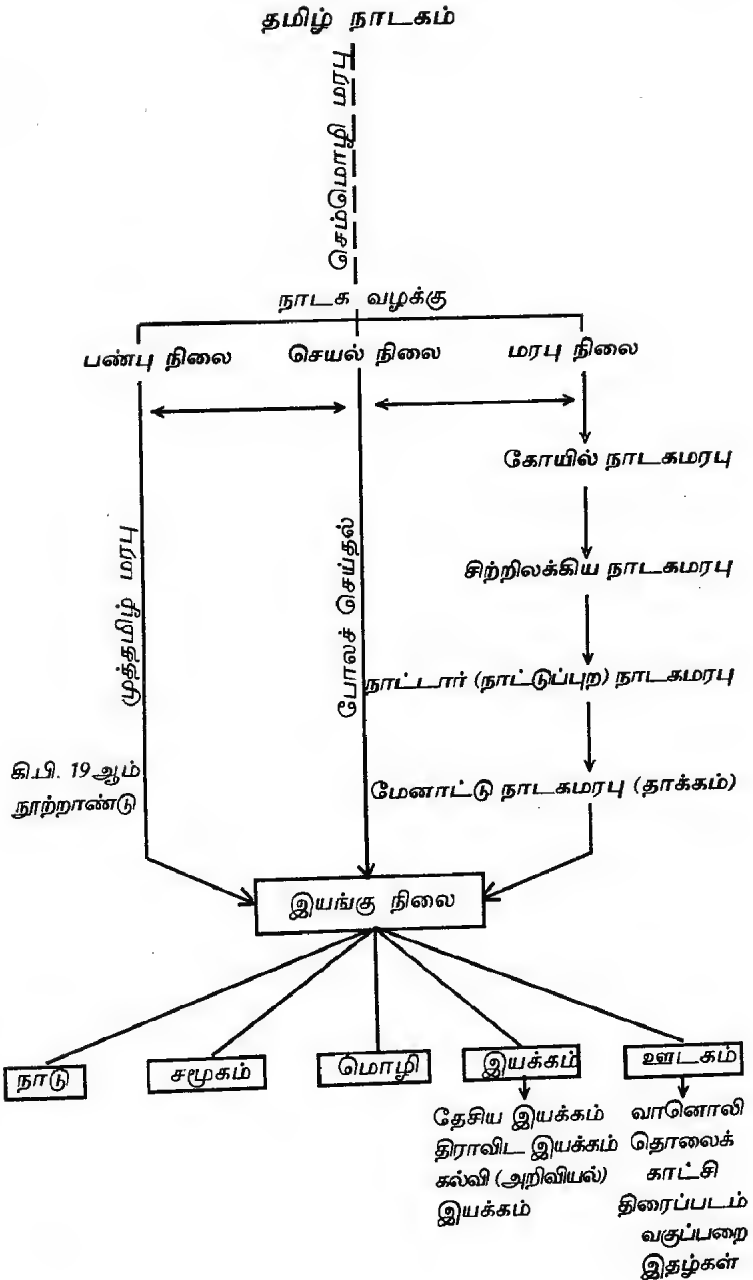 தமிழ் நாடகம்
செம்மொழி மரபு
நாடக வழக்கு
பண்பு நிலை
செயல் நிலை
மரபு நிலை
முத்தமிழ் மரபு
போலச் செய்தல்
கோயில் நாடகமரபு
சிற்றிலக்கிய நாடகமரபு
நாட்டார் (நாட்டுப்புற) நாடகமரபு
மேனாட்டு நாடகமரபு (தாக்கம்)
கி.பி. 19ஆம்
நூற்றாண்டு
இயங்கு நிலை
நாடு
சமூகம்
மொழி
இயக்கம்
தேசிய இயக்கம்
திராவிட இயக்கம்
கல்வி (அறிவியல்)
இயக்கம்
ஊடகம்
வானொலி
தொலைக்
காட்சி
திரைப்படம்
வகுப்பறை
இதழ்கள்